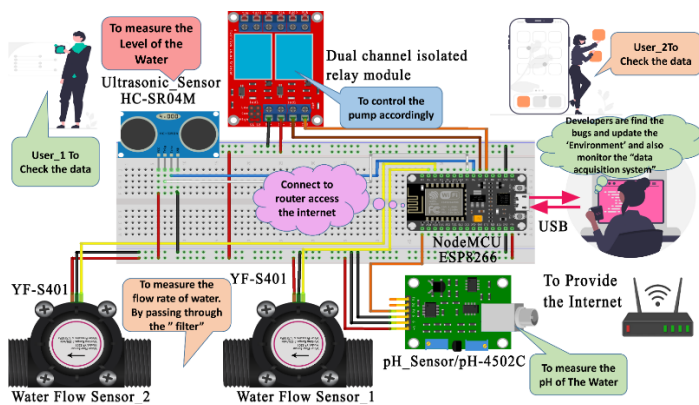 To measure the
Level of the
Water
Ultrasonic_Sensor
HC-SR04M
Dual channel isolated
relay module
To control the
pump accordingly
User_1 To
Check the data
User_2To
Check the data
Developers are find the
bugs and update the
'Environment' and also
monitor the "data
acquisition system"
Connect to
router access
the internet
NodeMCU
ESP8266
USB
YF-S401
To measure the
flow rate of water.
By passing through
the " filter"
YF-S401
To Provide
the Internet
pH_Sensor/pH-4502C
To measure the
pH of The Water
Water Flow Sensor_2
Water Flow Sensor_1